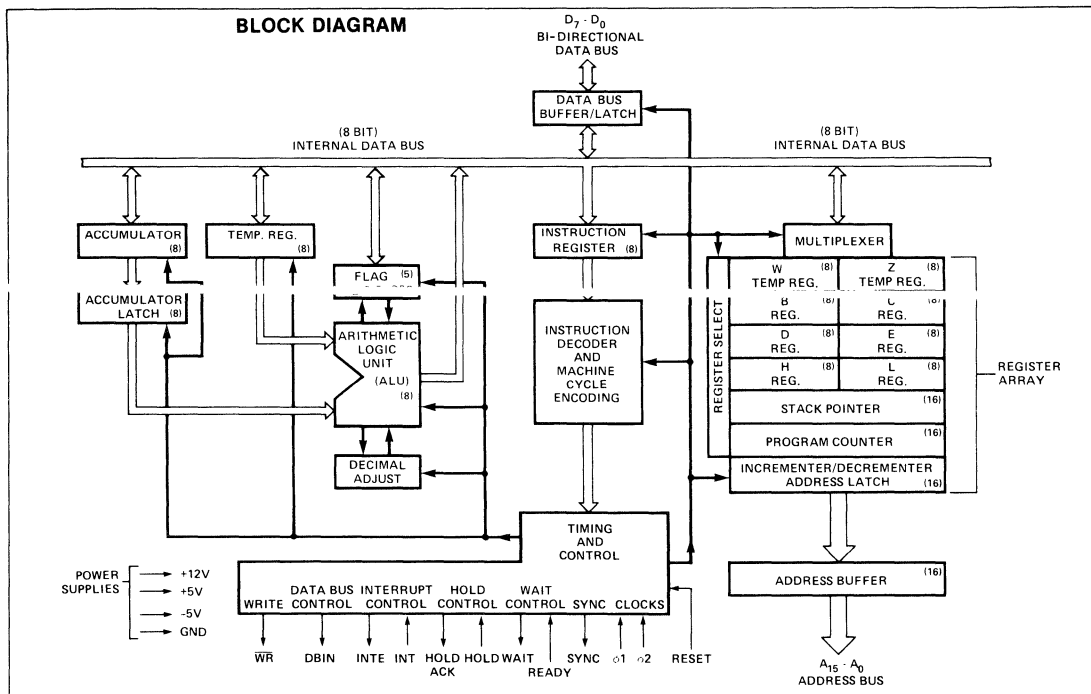 BLOCK DIAGRAM
D7 - D0
BI-DIRECTIONAL
DATA BUS
DATA BUS
BUFFER/LATCH
(8 BIT)
INTERNAL DATA BUS
(8 BIT)
INTERNAL DATA BUS
ACCUMULATOR
(8)
TEMP. REG.
(8)
FLAG (5)
ACCUMULATOR
LATCH (8)
ARITHMETIC
LOGIC
UNIT
(ALU)
(8)
DECIMAL
ADJUST
INSTRUCTION
REGISTER (8)
INSTRUCTION
DECODER
AND
MACHINE
CYCLE
ENCODING
MULTIPLEXER
REGISTER SELECT
W (8)
TEMP REG.
Z (8)
TEMP REG.
B (8)
REG.
C (8)
REG.
D (8)
REG.
E (8)
REG.
H (8)
REG.
L (8)
REG.
STACK POINTER (16)
PROGRAM COUNTER (16)
INCREMENTER/DECREMENTER
ADDRESS LATCH (16)
REGISTER
ARRAY
TIMING
AND
CONTROL
WRITE
DATA BUS
CONTROL
INTERRUPT
CONTROL
HOLD
CONTROL
WAIT
CONTROL
SYNC
CLOCKS
POWER
SUPPLIES
+12V
+5V
-5V
GND
WR
DBIN
INTE
INT
HOLD
ACK
HOLD
WAIT
READY
SYNC
ϕ1
2
RESET
ADDRESS BUFFER (16)
A15 - A0
ADDRESS BUS